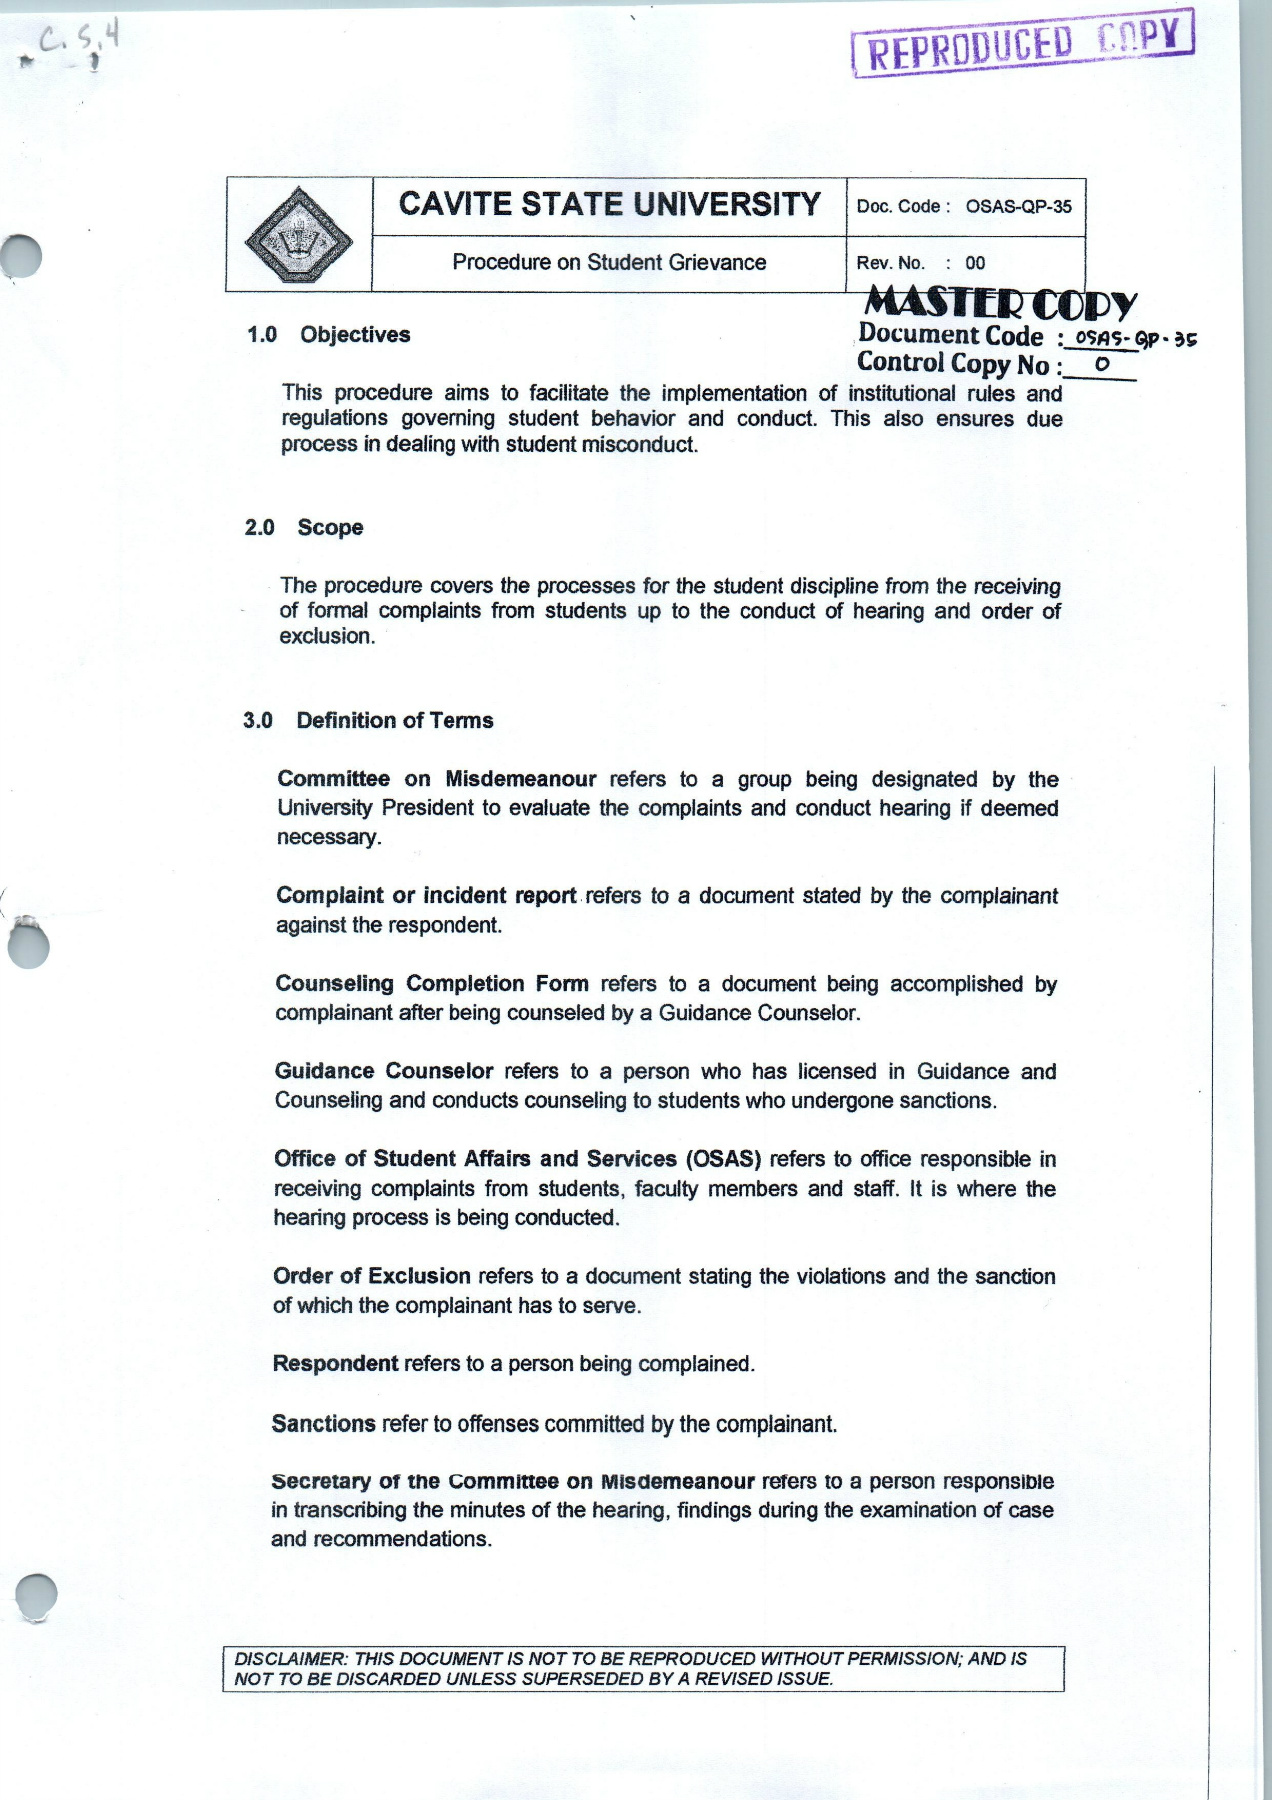 C.S.4
REPRODUCED COPY
CAVITE STATE UNIVERSITY
Doc. Code : OSAS-QP-35
Procedure on Student Grievance
Rev. No. : 00
MASTER COPY
Document Code : OSAS-QP-35
Control Copy No : 0
1.0 Objectives
This procedure aims to facilitate the implementation of institutional rules and
regulations governing student behavior and conduct. This also ensures due
process in dealing with student misconduct.
2.0 Scope
The procedure covers the processes for the student discipline from the receiving
of formal complaints from students up to the conduct of hearing and order of
exclusion.
3.0 Definition of Terms
Committee on Misdemeanour refers to a group being designated by the
University President to evaluate the complaints and conduct hearing if deemed
necessary.
Complaint or incident report refers to a document stated by the complainant
against the respondent.
Counseling Completion Form refers to a document being accomplished by
complainant after being counseled by a Guidance Counselor.
Guidance Counselor refers to a person who has licensed in Guidance and
Counseling and conducts counseling to students who undergone sanctions.
Office of Student Affairs and Services (OSAS) refers to office responsible in
receiving complaints from students, faculty members and staff. It is where the
hearing process is being conducted.
Order of Exclusion refers to a document stating the violations and the sanction
of which the complainant has to serve.
Respondent refers to a person being complained.
Sanctions refer to offenses committed by the complainant.
Secretary of the Committee on Misdemeanour refers to a person responsible
in transcribing the minutes of the hearing, findings during the examination of case
and recommendations.
DISCLAIMER: THIS DOCUMENT IS NOT TO BE REPRODUCED WITHOUT PERMISSION; AND IS
NOT TO BE DISCARDED UNLESS SUPERSEDED BY A REVISED ISSUE.